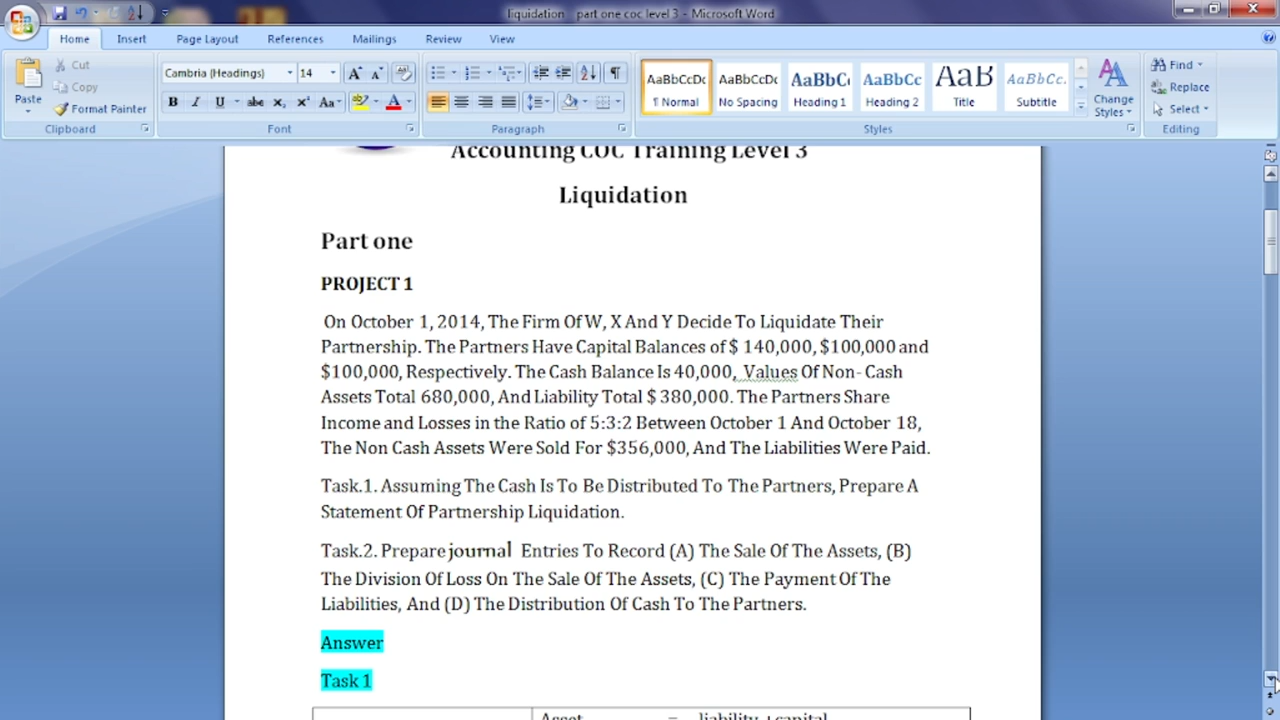 liquidation part one coc level 3 - Microsoft Word
Home Insert Page Layout References Mailings Review View
Paste
Cut
Copy
Format Painter
Clipboard
Cambria (Headings) 14
Font
Paragraph
AaBbCcDc AaBbCcDc AaBbC AaBbCc AaB AaBbCc.
¶ Normal No Spacing Heading 1 Heading 2 Title Subtitle
Change Styles
Styles
Find
Replace
Select
Editing
Accounting COC Training Level 3
Liquidation
Part one
PROJECT 1
On October 1, 2014, The Firm Of W, X And Y Decide To Liquidate Their
Partnership. The Partners Have Capital Balances of $ 140,000, $100,000 and
$100,000, Respectively. The Cash Balance Is 40,000, Values Of Non- Cash
Assets Total 680,000, And Liability Total $ 380,000. The Partners Share
Income and Losses in the Ratio of 5:3:2 Between October 1 And October 18,
The Non Cash Assets Were Sold For $356,000, And The Liabilities Were Paid.
Task.1. Assuming The Cash Is To Be Distributed To The Partners, Prepare A
Statement Of Partnership Liquidation.
Task.2. Prepare journal Entries To Record (A) The Sale Of The Assets, (B)
The Division Of Loss On The Sale Of The Assets, (C) The Payment Of The
Liabilities, And (D) The Distribution Of Cash To The Partners.
Answer
Task 1
Asset = liability +capital